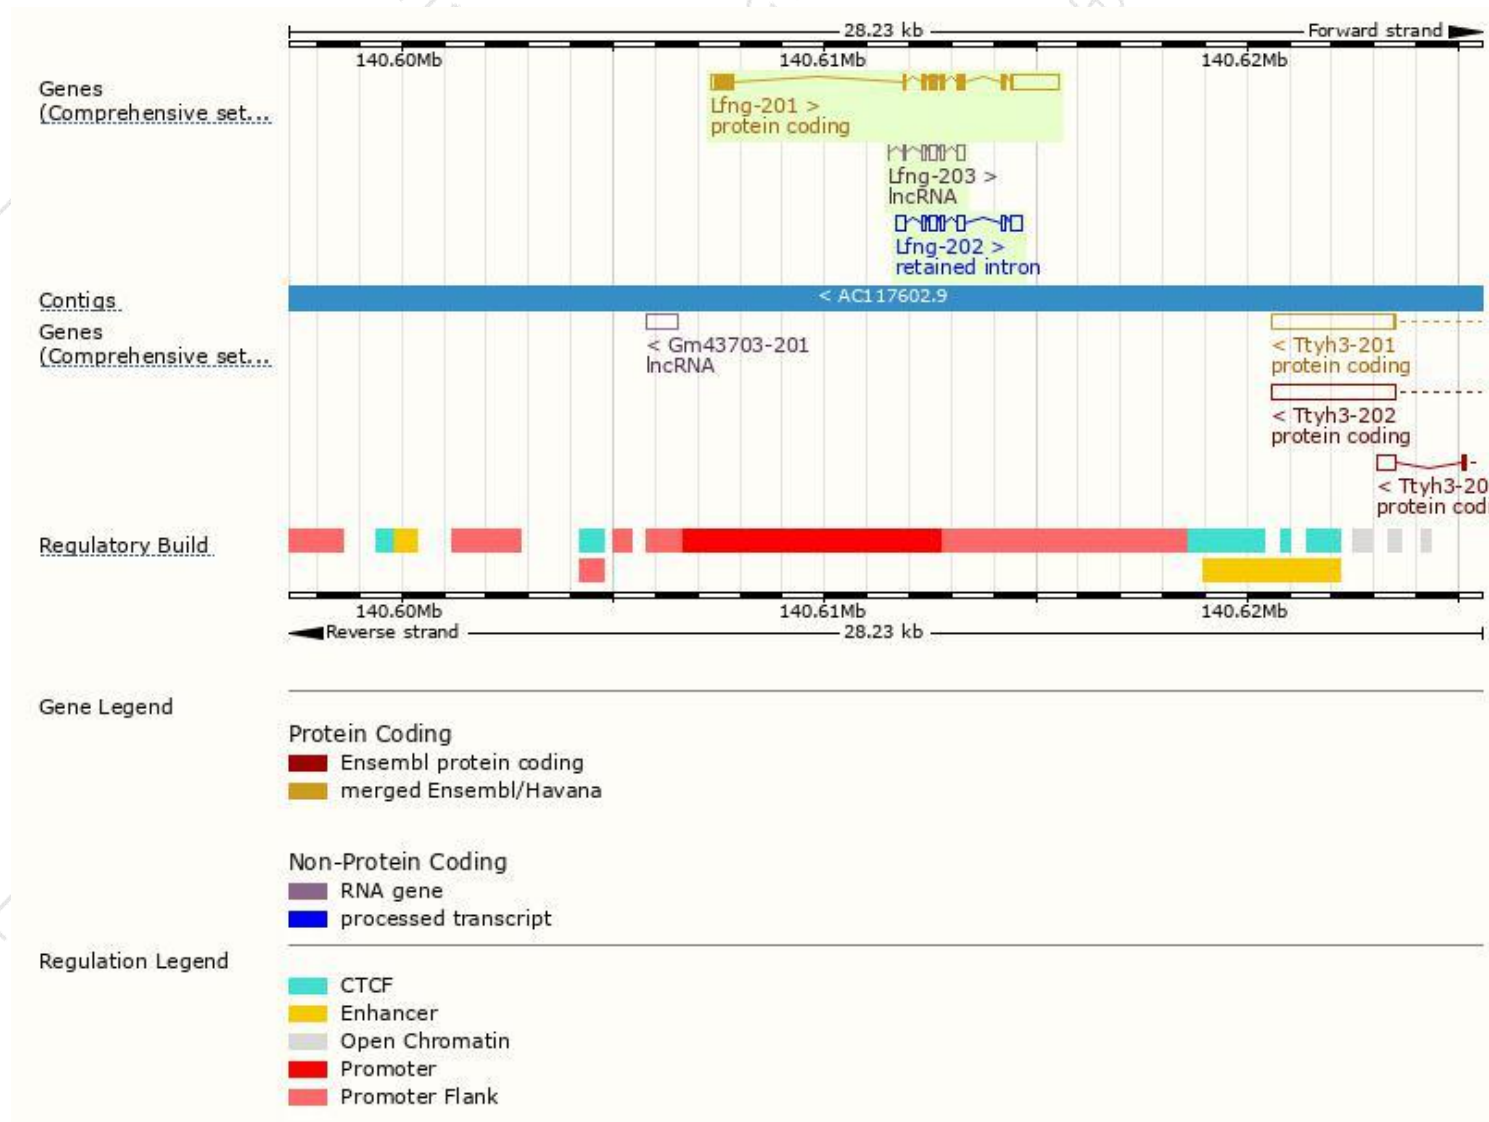 28.23 kb
Forward strand
140.60Mb
140.61Mb
140.62Mb
Genes
(Comprehensive set...
Lfng-201 >
protein coding
Lfng-203 >
lncRNA
Lfng-202 >
retained intron
Contigs
< AC117602.9
Genes
(Comprehensive set...
< Gm43703-201
lncRNA
< Ttyh3-201
protein coding
< Ttyh3-202
protein coding
< Ttyh3-20
protein cod
Regulatory Build
140.60Mb
140.61Mb
140.62Mb
Reverse strand
28.23 kb
Gene Legend
Protein Coding
Ensembl protein coding
merged Ensembl/Havana
Non-Protein Coding
RNA gene
processed transcript
Regulation Legend
CTCF
Enhancer
Open Chromatin
Promoter
Promoter Flank